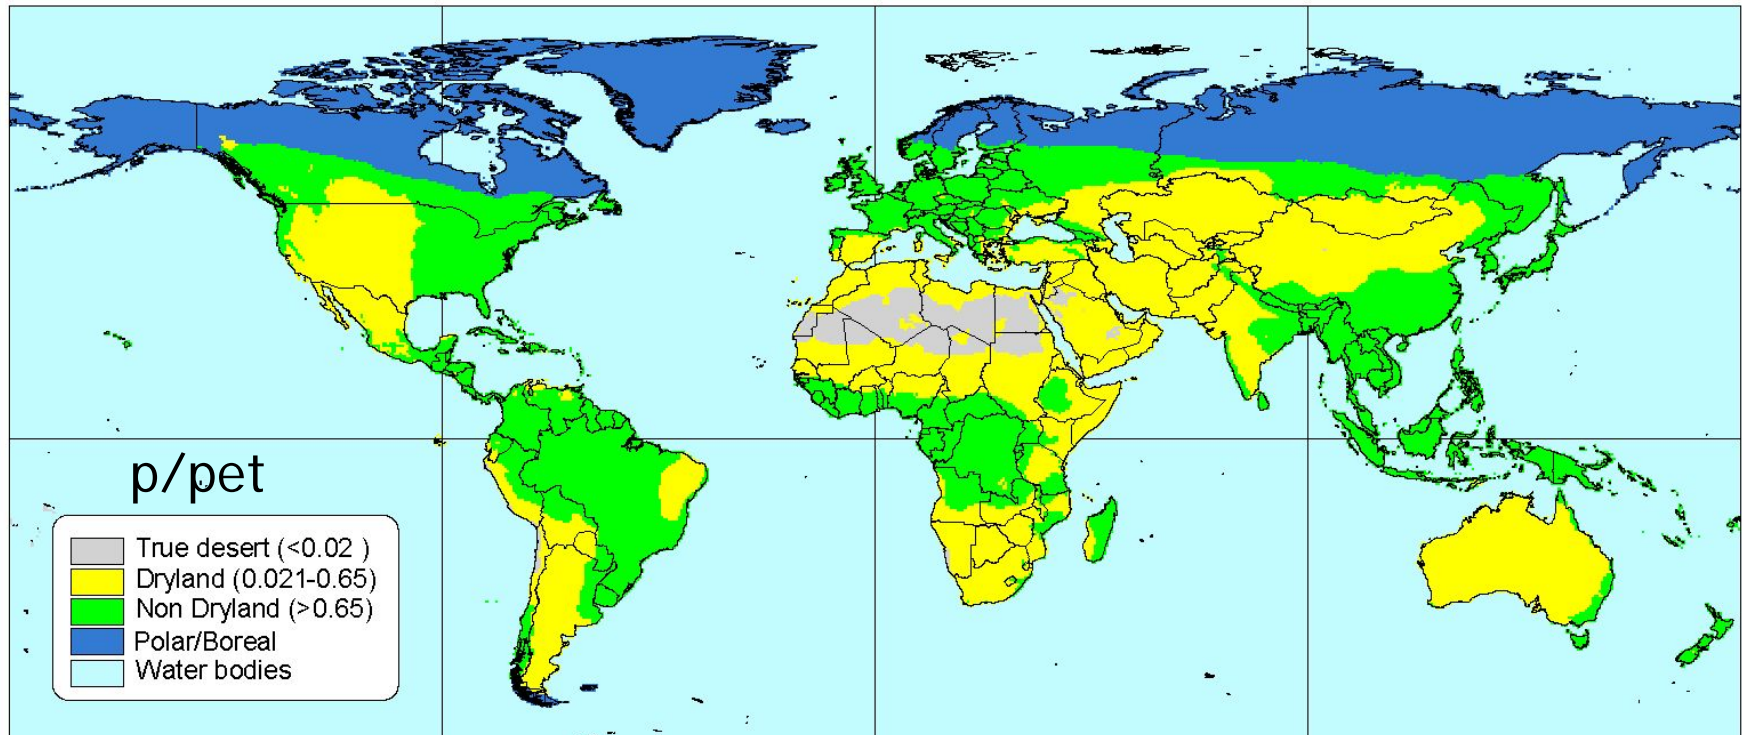 p/pet
True desert (<0.02 )
Dryland (0.021-0.65)
Non Dryland (>0.65)
Polar/Boreal
Water bodies